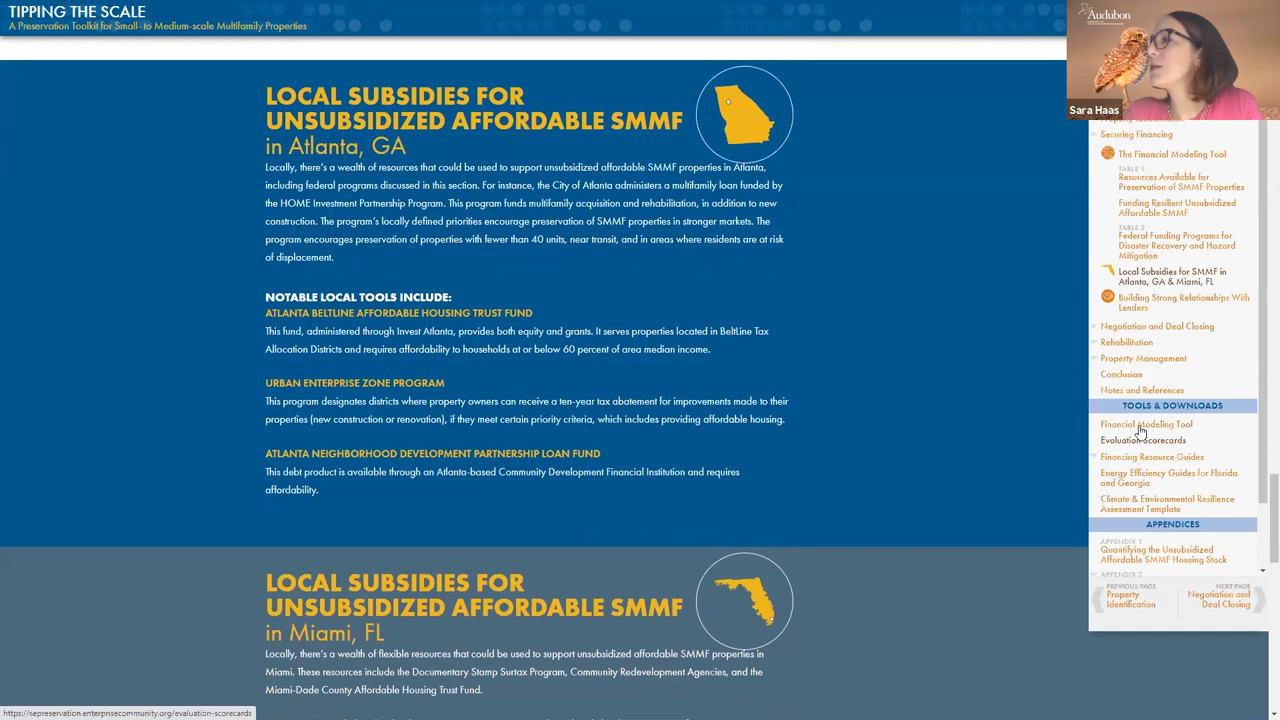 TIPPING THE SCALE
A Preservation Toolkit for Small- to Medium-scale Multifamily Properties
Audubon
Sara Haas
LOCAL SUBSIDIES FOR
UNSUBSIDIZED AFFORDABLE SMMF
in Atlanta, GA
Locally, there's a wealth of resources that could be used to support unsubsidized affordable SMMF properties in Atlanta,
including federal programs discussed in this section. For instance, the City of Atlanta administers a multifamily loan funded by
the HOME Investment Partnership Program. This program funds multifamily acquisition and rehabilitation, in addition to new
construction. The program's locally defined priorities encourage preservation of SMMF properties in stronger markets. The
program encourages preservation of properties with fewer than 40 units, near transit, and in areas where residents are at risk
of displacement.
NOTABLE LOCAL TOOLS INCLUDE:
ATLANTA BELTLINE AFFORDABLE HOUSING TRUST FUND
This fund, administered through Invest Atlanta, provides both equity and grants. It serves properties located in BeltLine Tax
Allocation Districts and requires affordability to households at or below 60 percent of area median income.
URBAN ENTERPRISE ZONE PROGRAM
This program designates districts where property owners can receive a ten-year tax abatement for improvements made to their
properties (new construction or renovation), if they meet certain priority criteria, which includes providing affordable housing.
ATLANTA NEIGHBORHOOD DEVELOPMENT PARTNERSHIP LOAN FUND
This debt product is available through an Atlanta-based Community Development Financial Institution and requires
affordability.
LOCAL SUBSIDIES FOR
UNSUBSIDIZED AFFORDABLE SMMF
in Miami, FL
Locally, there's a wealth of flexible resources that could be used to support unsubsidized affordable SMMF properties in
Miami. These resources include the Documentary Stamp Surtax Program, Community Redevelopment Agencies, and the
Miami-Dade County Affordable Housing Trust Fund.
Securing Financing
The Financial Modeling Tool
TABLE 1
Resources Available for
Preservation of SMMF Properties
Funding Resilient Unsubsidized
Affordable SMMF
TABLE 2
Federal Funding Programs for
Disaster Recovery and Hazard
Mitigation
Local Subsidies for SMMF in
Atlanta, GA & Miami, FL
Building Strong Relationships With
Lenders
Negotiation and Deal Closing
Rehabilitation
Property Management
Conclusion
Notes and References
TOOLS & DOWNLOADS
Financial Modeling Tool
Evaluation Scorecards
Financing Resource Guides
Energy Efficiency Guides for Florida
and Georgia
Climate & Environmental Resilience
Assessment Template
APPENDICES
APPENDIX 1
Quantifying the Unsubsidized
Affordable SMMF Housing Stock
APPENDIX 2
PREVIOUS PAGE
Property
Identification
NEXT PAGE
Negotiation and
Deal Closing
https://sepreservation.enterprisecommunity.org/evaluation-scorecards